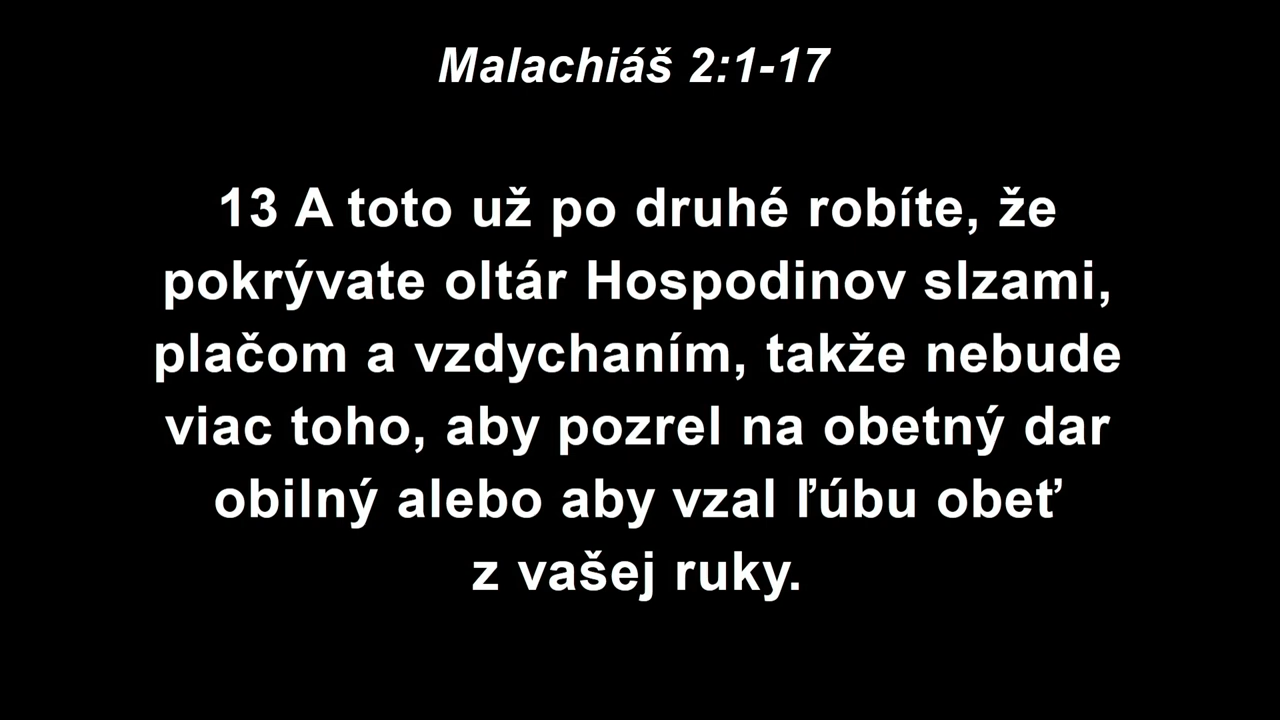 Malachiáš 2:1-17
13 A toto už po druhé robíte, že
pokrývate oltár Hospodinov slzami,
plačom a vzdychaním, takže nebude
viac toho, aby pozrel na obetný dar
obilný alebo aby vzal ľúbu obeť
z vašej ruky.